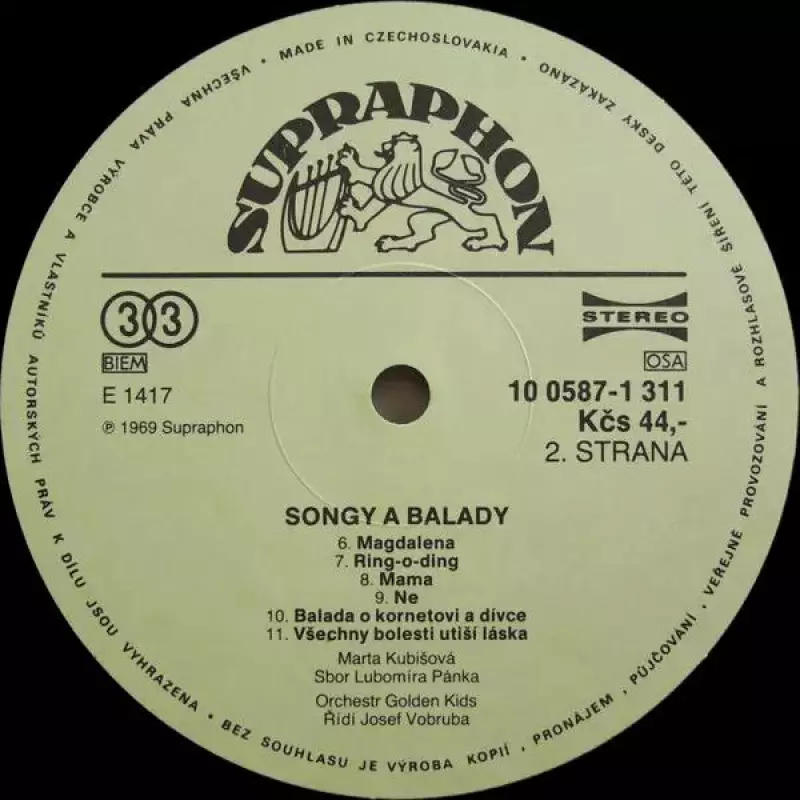 • MADE IN CZECHOSLOVAKIA •
VŠECHNA PRÁVA VÝROBCE A VLASTNÍKŮ AUTORSKÝCH PRÁV K DÍLU JSOU VYHRAZENA • BEZ SOUHLASU JE VÝROBA KOPIÍ, PRONÁJEM, PŮJČOVÁNÍ, VEŘEJNÉ PROVOZOVÁNÍ A ROZHLASOVÉ ŠÍŘENÍ TÉTO DESKY ZAKÁZÁNO
SUPRAPHON
33
STEREO
BIEM
OSA
E 1417
10 0587-1 311
Kčs 44,-
℗ 1969 Supraphon
2. STRANA
SONGY A BALADY
6. Magdalena
7. Ring-o-ding
8. Mama
9. Ne
10. Balada o kornetovi a dívce
11. Všechny bolesti utiší láska
Marta Kubišová
Sbor Lubomíra Pánka
Orchestr Golden Kids
Řídí Josef Vobruba